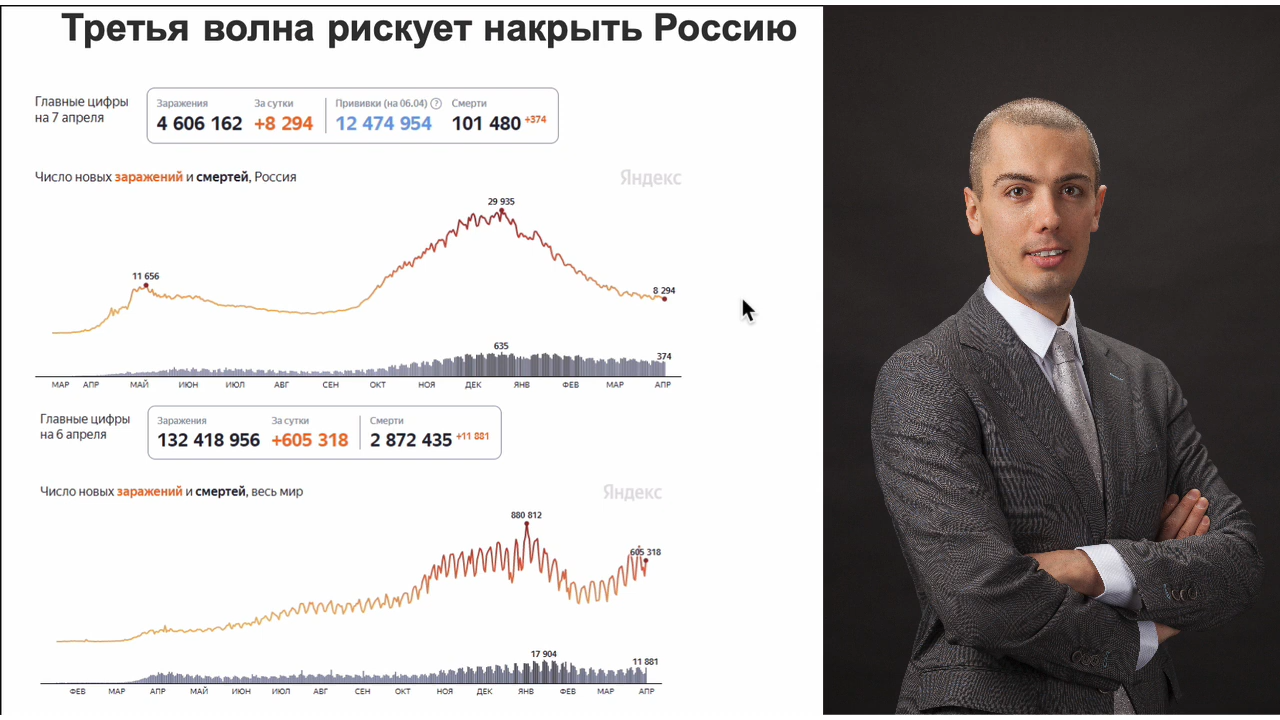 Третья волна рискует накрыть Россию
Главные цифры
на 7 апреля
Заражения За сутки Прививки (на 06.04) ? Смерти
4 606 162 +8 294 12 474 954 101 480 +374
Число новых заражений и смертей, Россия
Яндекс
29 935
11 656
8 294
635
374
МАР АПР МАЙ ИЮН ИЮЛ АВГ СЕН ОКТ НОЯ ДЕК ЯНВ ФЕВ МАР АПР
Главные цифры
на 6 апреля
Заражения За сутки Смерти
132 418 956 +605 318 2 872 435 +11 881
Число новых заражений и смертей, весь мир
Яндекс
880 812
605 318
17 904
11 881
ФЕВ МАР АПР МАЙ ИЮН ИЮЛ АВГ СЕН ОКТ НОЯ ДЕК ЯНВ ФЕВ МАР АПР